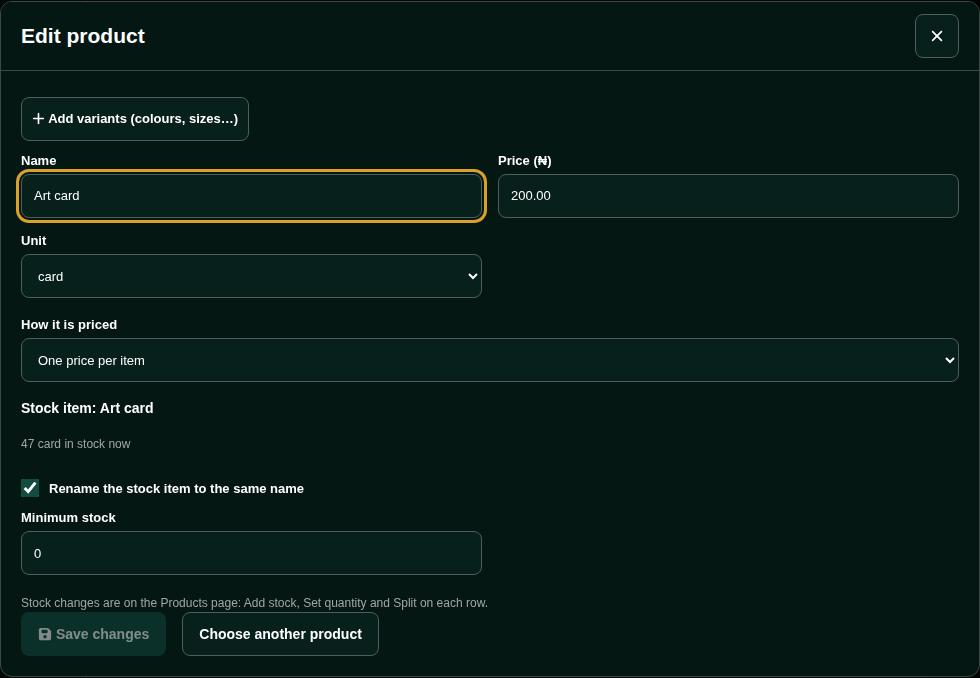 Edit product
Add variants (colours, sizes...)
Name
Price (₦)
Art card
200.00
Unit
card
How it is priced
One price per item
Stock item: Art card
47 card in stock now
Rename the stock item to the same name
Minimum stock
0
Stock changes are on the Products page: Add stock, Set quantity and Split on each row.
Save changes
Choose another product